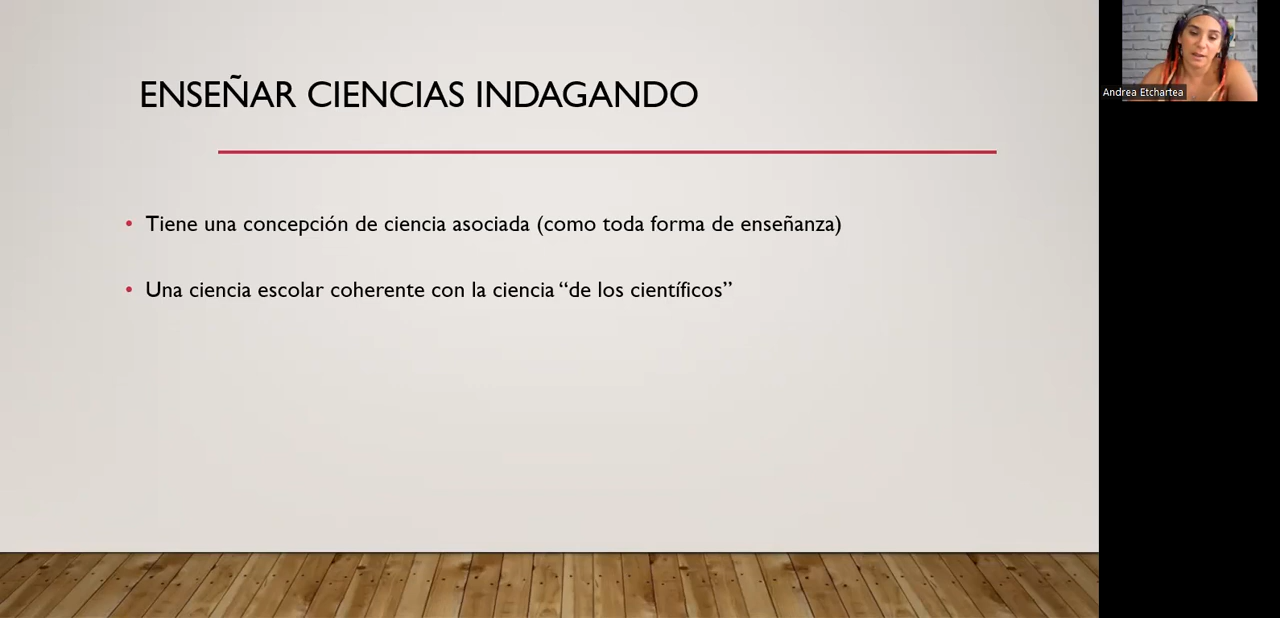 ENSEÑAR CIENCIAS INDAGANDO
• Tiene una concepción de ciencia asociada (como toda forma de enseñanza)
• Una ciencia escolar coherente con la ciencia “de los científicos”
Andrea Etchartea